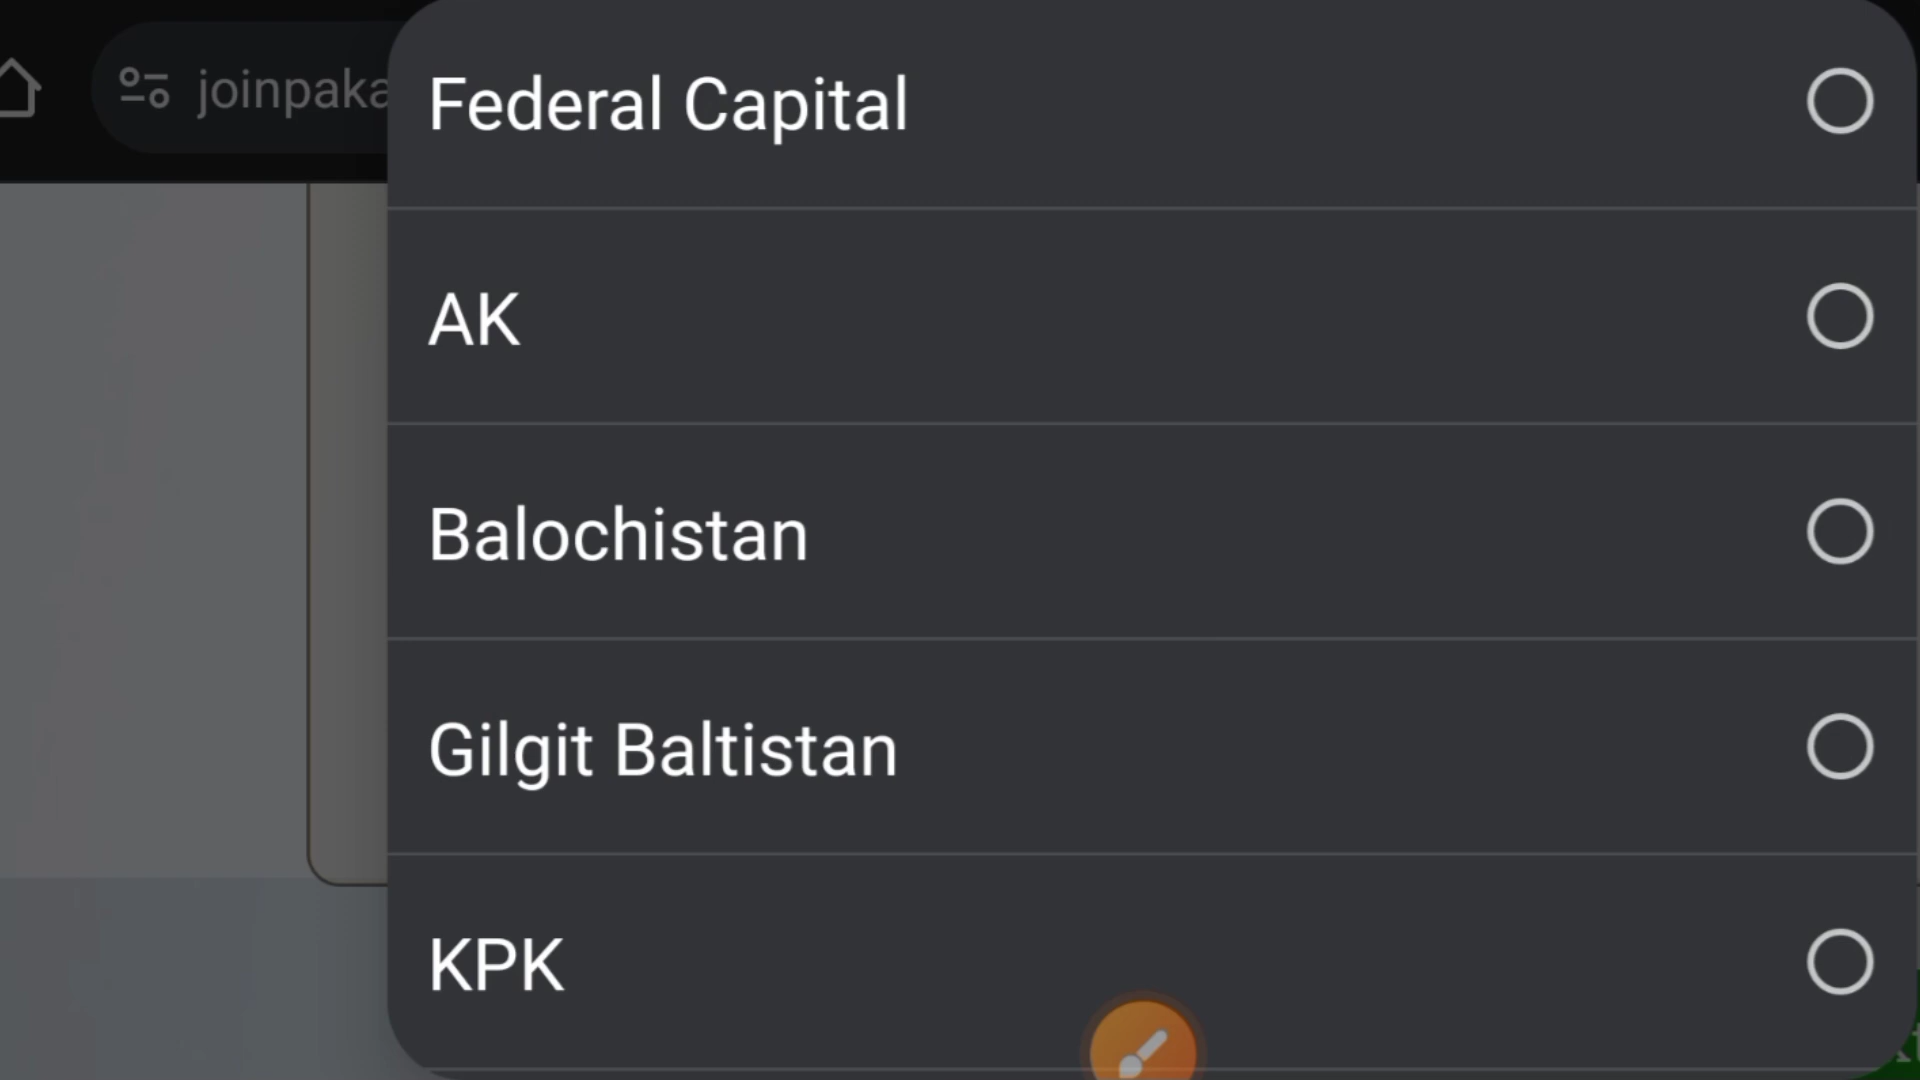 joinpaka
Federal Capital
AK
Balochistan
Gilgit Baltistan
KPK